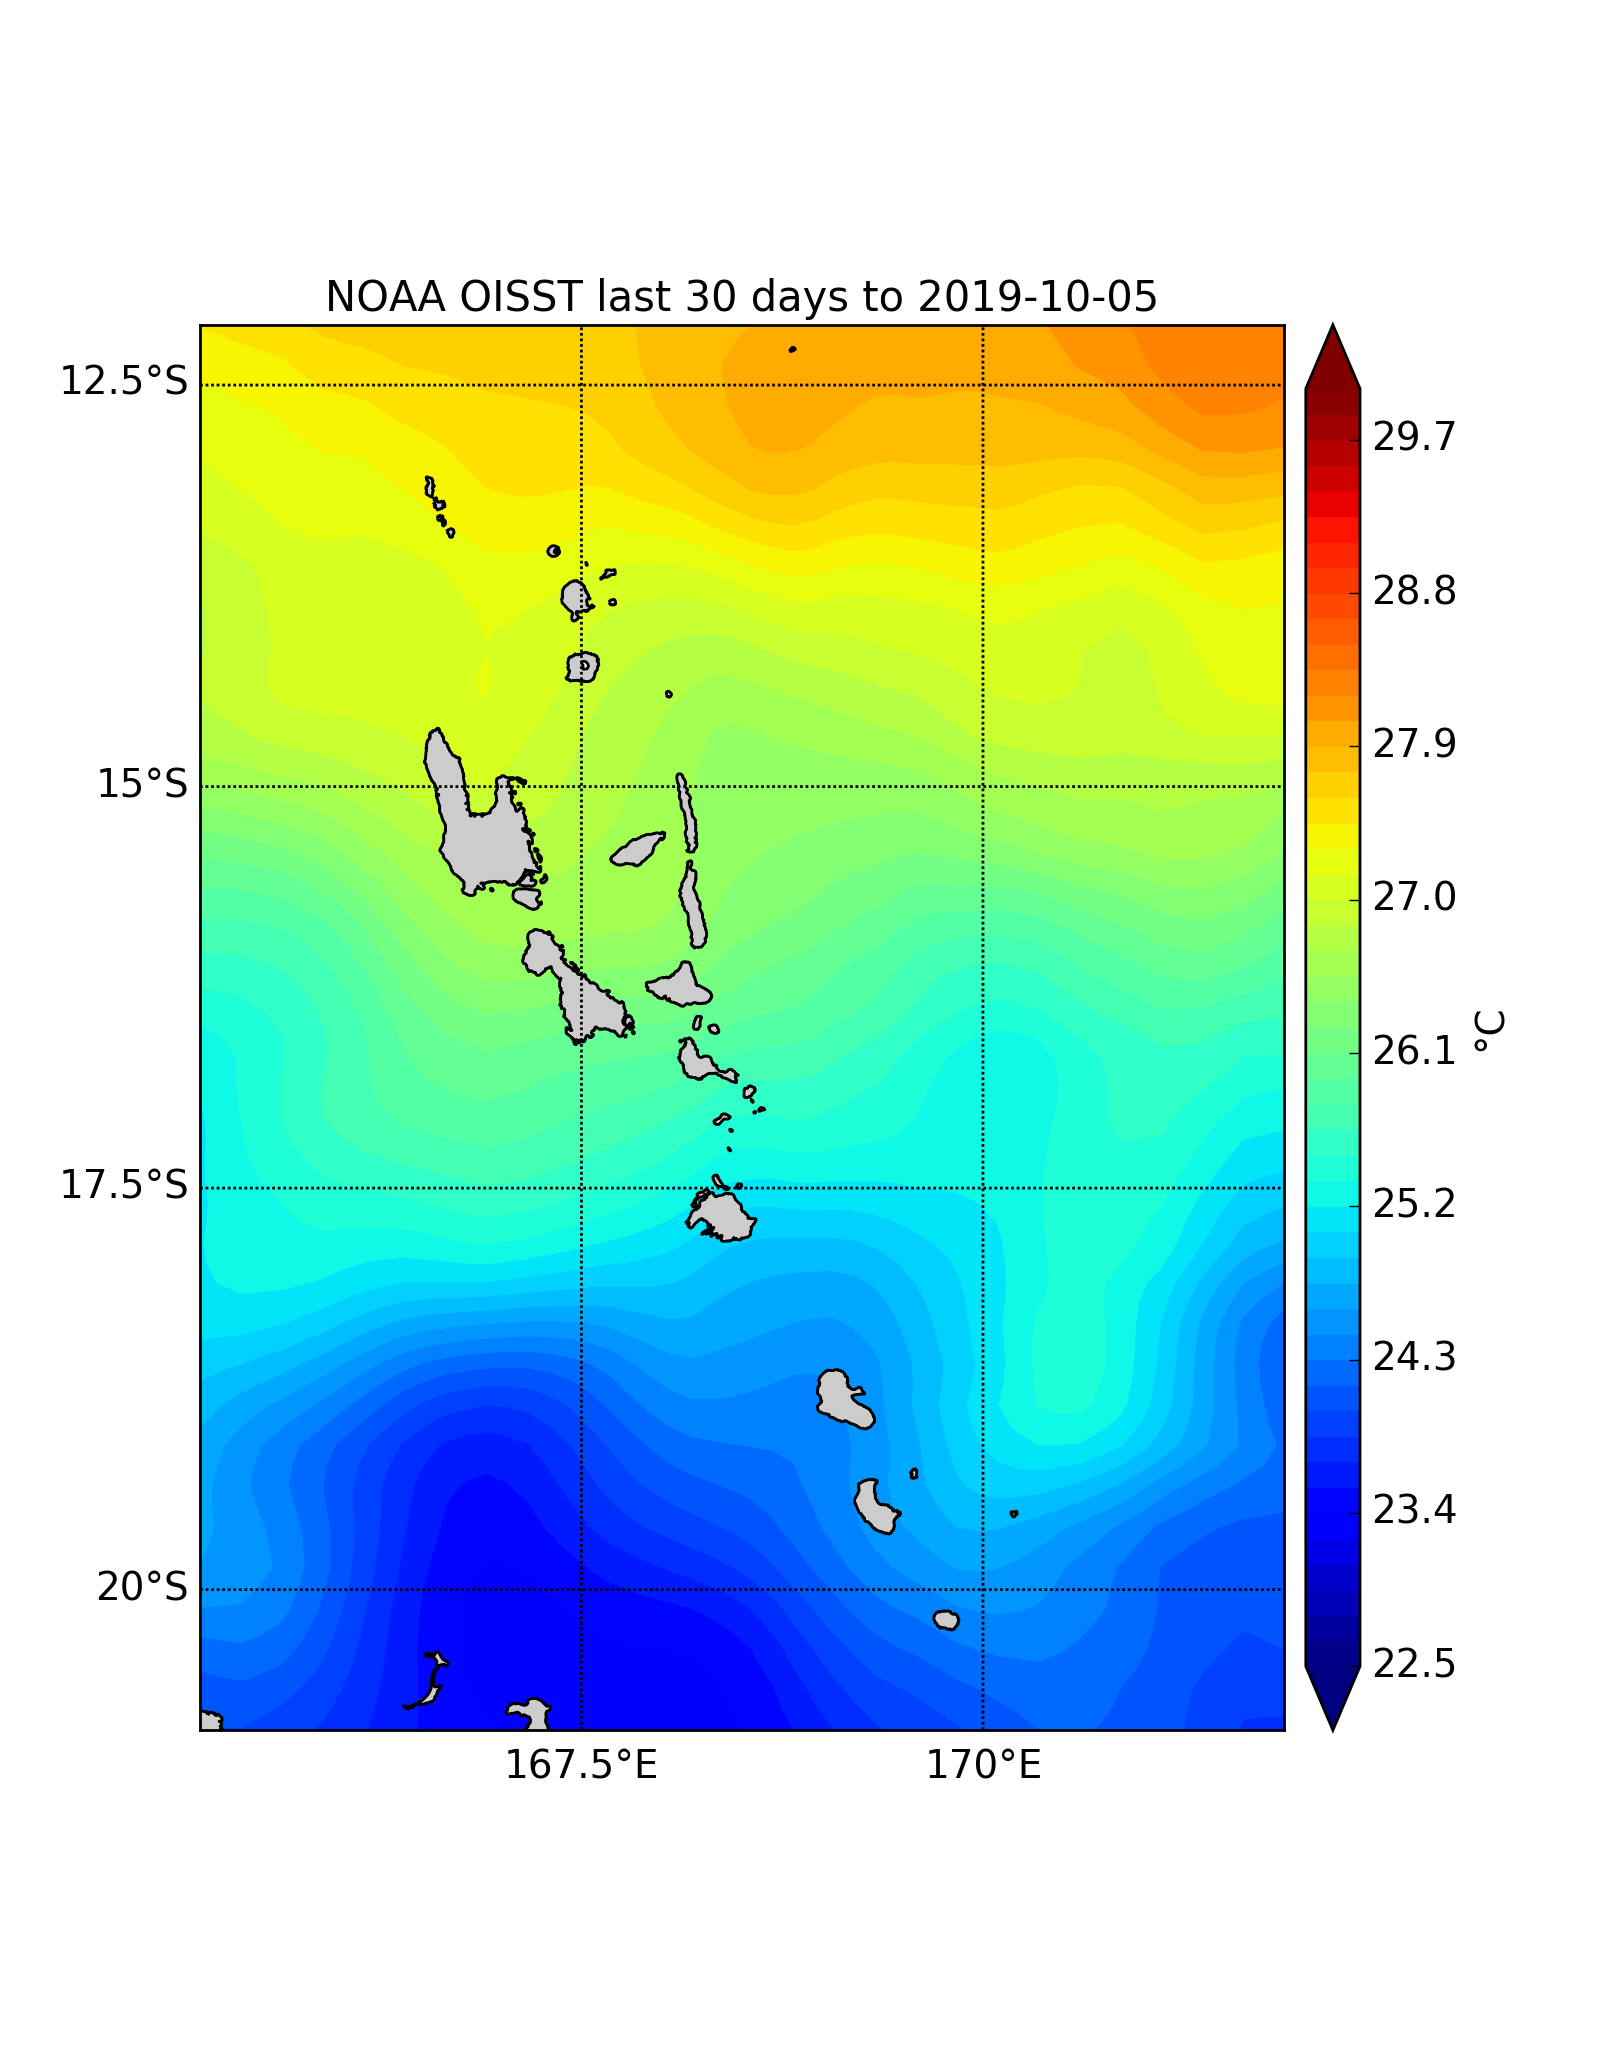 NOAA OISST last 30 days to 2019-10-05
12.5°S
15°S
17.5°S
20°S
167.5°E
170°E
29.7
28.8
27.9
27.0
26.1
25.2
24.3
23.4
22.5
°C